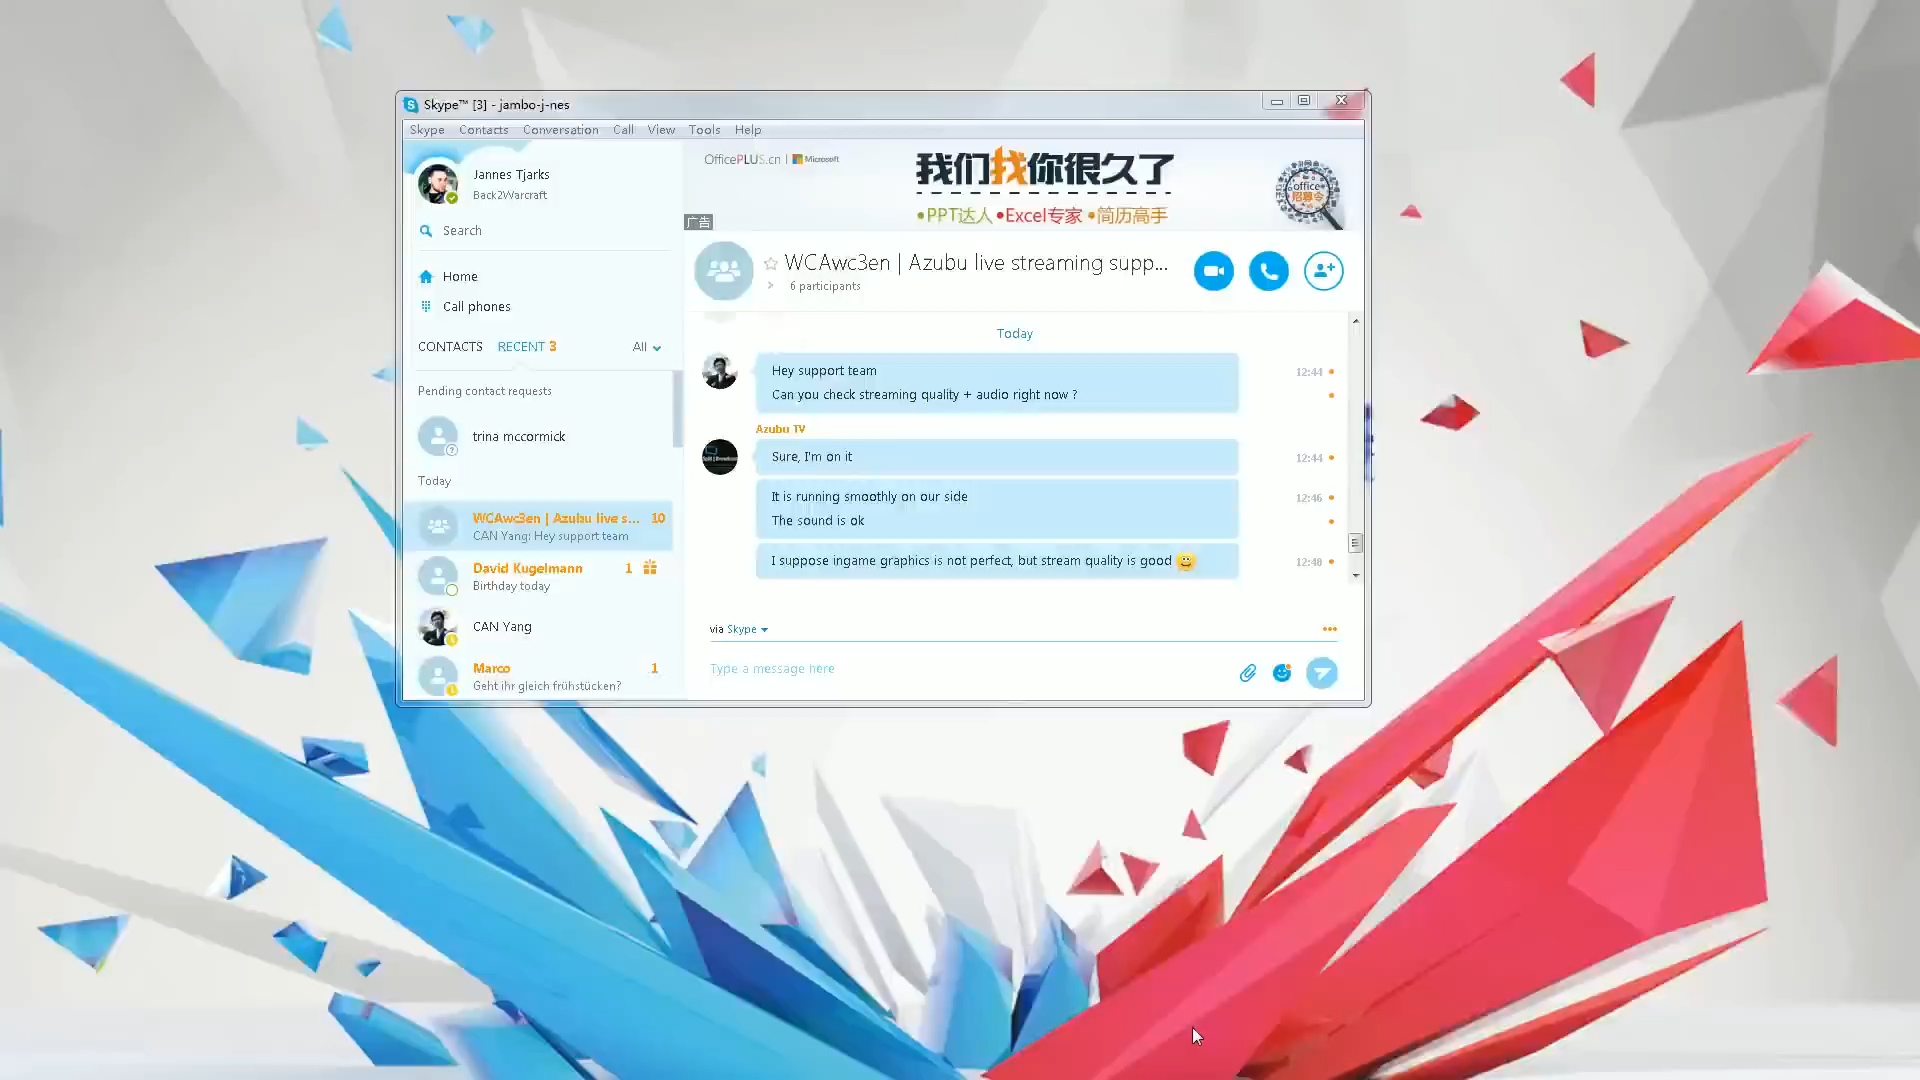 Skype™ [3] - jambo-j-nes
Skype Contacts Conversation Call View Tools Help
Jannes Tjarks
Back2Warcraft
Search
Home
Call phones
CONTACTS RECENT 3 All
Pending contact requests
trina mccormick
Today
WCAwc3en | Azubu live s... 10
CAN Yang: Hey support team
David Kugelmann 1
Birthday today
CAN Yang
Marco 1
Geht ihr gleich frühstücken?
OfficePLUS.cn | Microsoft
我们找你很久了
•PPT达人 •Excel专家 •简历高手
office
招募令
广告
WCAwc3en | Azubu live streaming supp...
6 participants
Today
Hey support team 12:44
Can you check streaming quality + audio right now ?
Azubu TV
Sure, I'm on it 12:44
It is running smoothly on our side 12:46
The sound is ok
I suppose ingame graphics is not perfect, but stream quality is good 12:48
via Skype
Type a message here